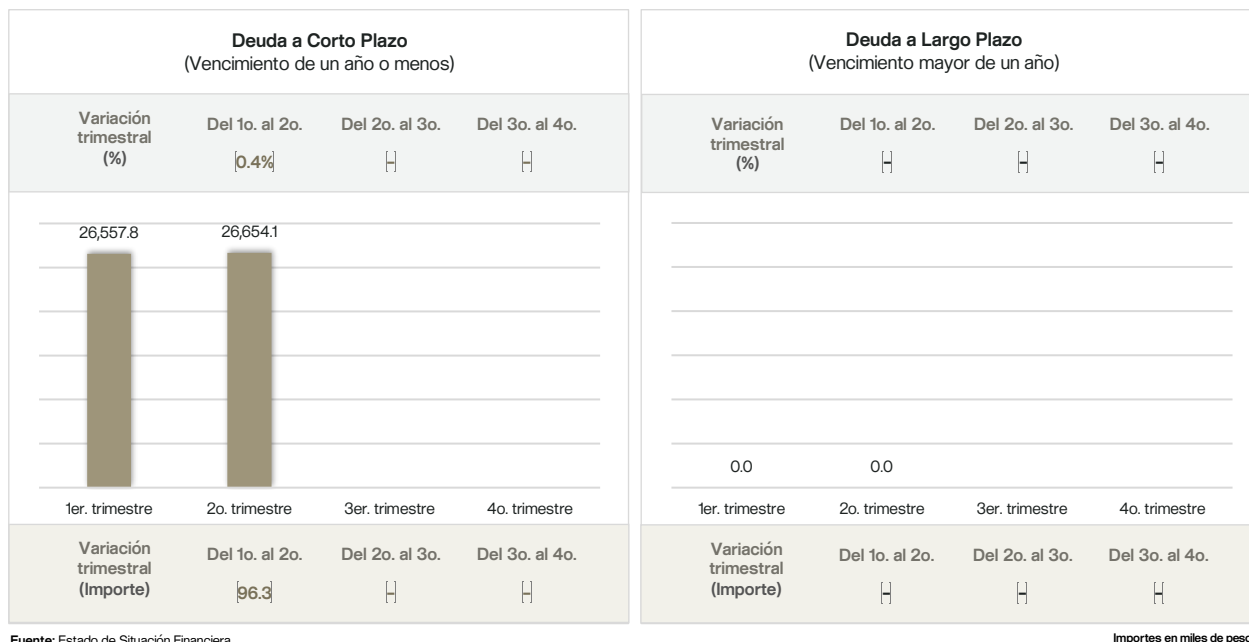 Deuda a Corto Plazo
(Vencimiento de un año o menos)
Variación trimestral (%)
Del 1o. al 2o.
Del 2o. al 3o.
Del 3o. al 4o.
0.4%
-
-
26,557.8
26,654.1
1er. trimestre
2o. trimestre
3er. trimestre
4o. trimestre
Variación trimestral (Importe)
Del 1o. al 2o.
Del 2o. al 3o.
Del 3o. al 4o.
96.3
-
-
Deuda a Largo Plazo
(Vencimiento mayor de un año)
Variación trimestral (%)
Del 1o. al 2o.
Del 2o. al 3o.
Del 3o. al 4o.
-
-
-
0.0
0.0
1er. trimestre
2o. trimestre
3er. trimestre
4o. trimestre
Variación trimestral (Importe)
Del 1o. al 2o.
Del 2o. al 3o.
Del 3o. al 4o.
-
-
-
Fuente: Estado de Situación Financiera
Importes en miles de peso